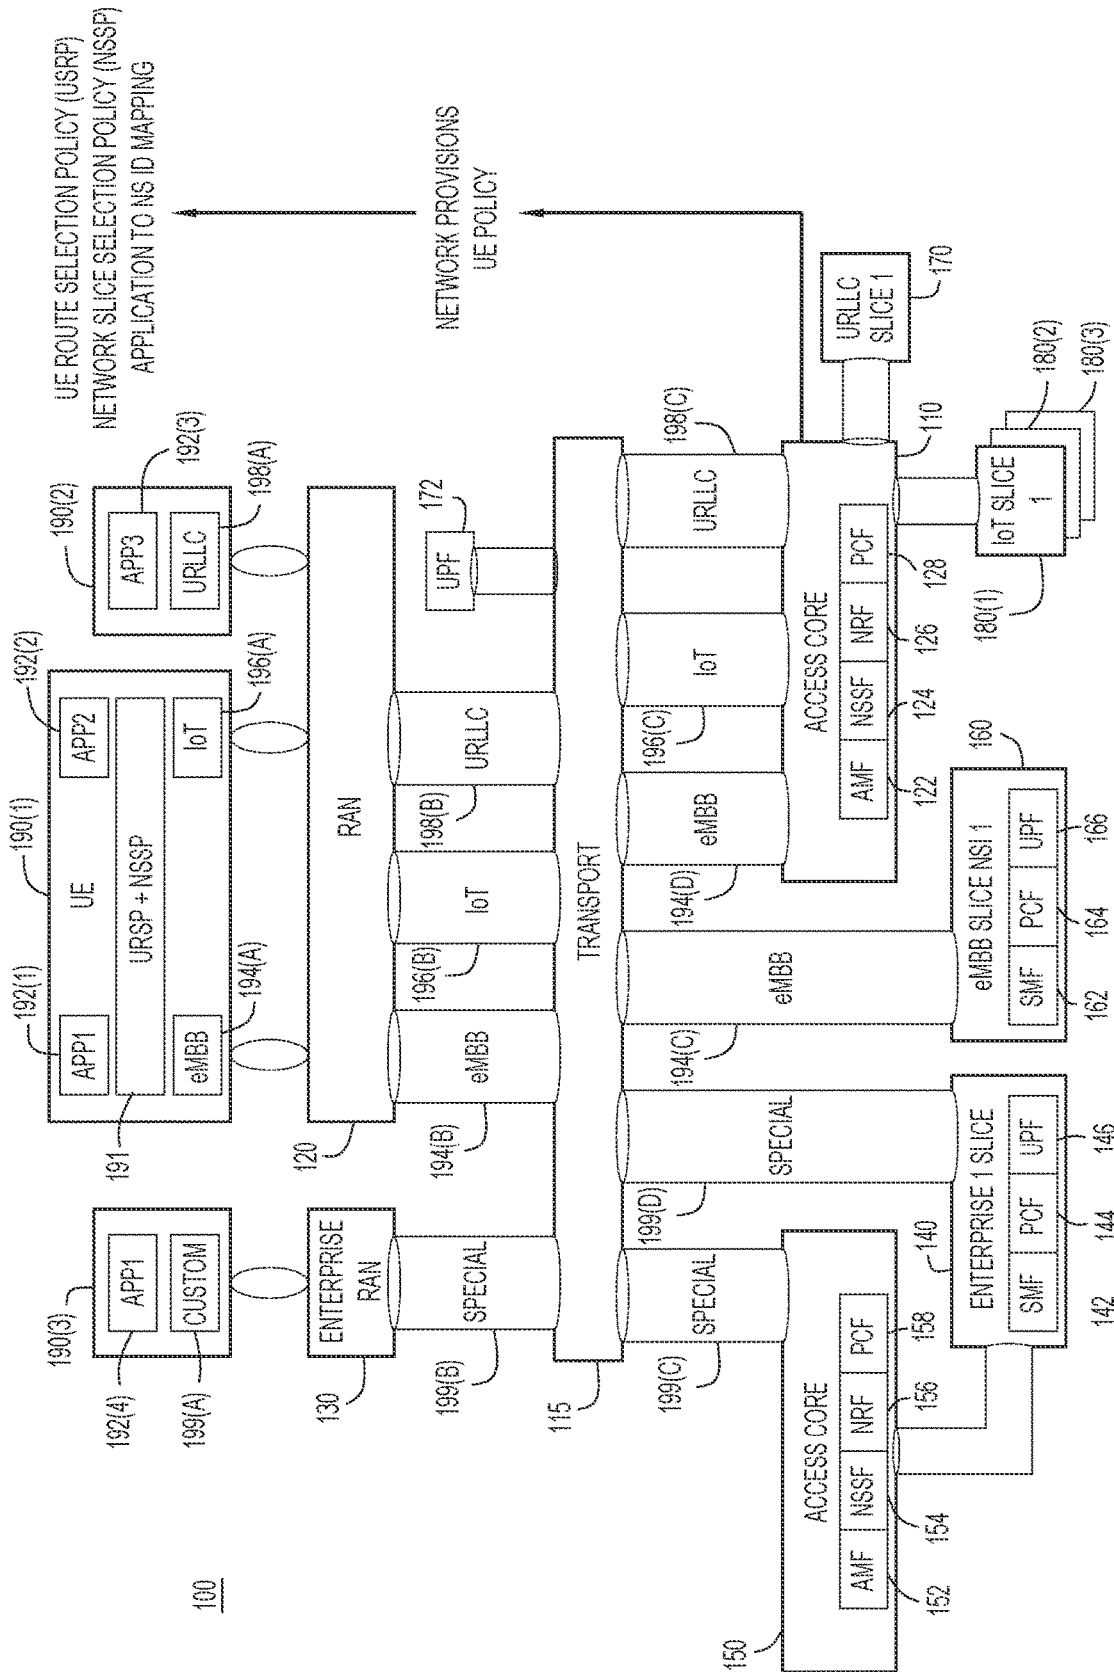 100
UE ROUTE SELECTION POLICY (USRP)
NETWORK SLICE SELECTION POLICY (NSSP)
APPLICATION TO NS ID MAPPING
NETWORK PROVISIONS
UE POLICY
190(3)
APP1
CUSTOM
192(4)
199(A)
190(1)
UE
192(1)
APP1
192(2)
APP2
URSP + NSSP
191
eMBB
194(A)
IoT
196(A)
190(2)
APP3
192(3)
URLLC
198(A)
ENTERPRISE
RAN
130
RAN
120
SPECIAL
199(B)
eMBB
194(B)
IoT
196(B)
URLLC
198(B)
UPF
172
TRANSPORT
115
SPECIAL
199(C)
SPECIAL
199(D)
eMBB
194(C)
eMBB
194(D)
IoT
196(C)
URLLC
198(C)
150
ACCESS CORE
AMF
NSSF
NRF
PCF
152
154
156
158
140
ENTERPRISE 1 SLICE
SMF
PCF
UPF
142
144
146
160
eMBB SLICE NSI 1
SMF
PCF
UPF
162
164
166
ACCESS CORE
AMF
NSSF
NRF
PCF
122
124
126
128
110
URLLC
SLICE 1
170
IoT SLICE
1
180(1)
180(2)
180(3)